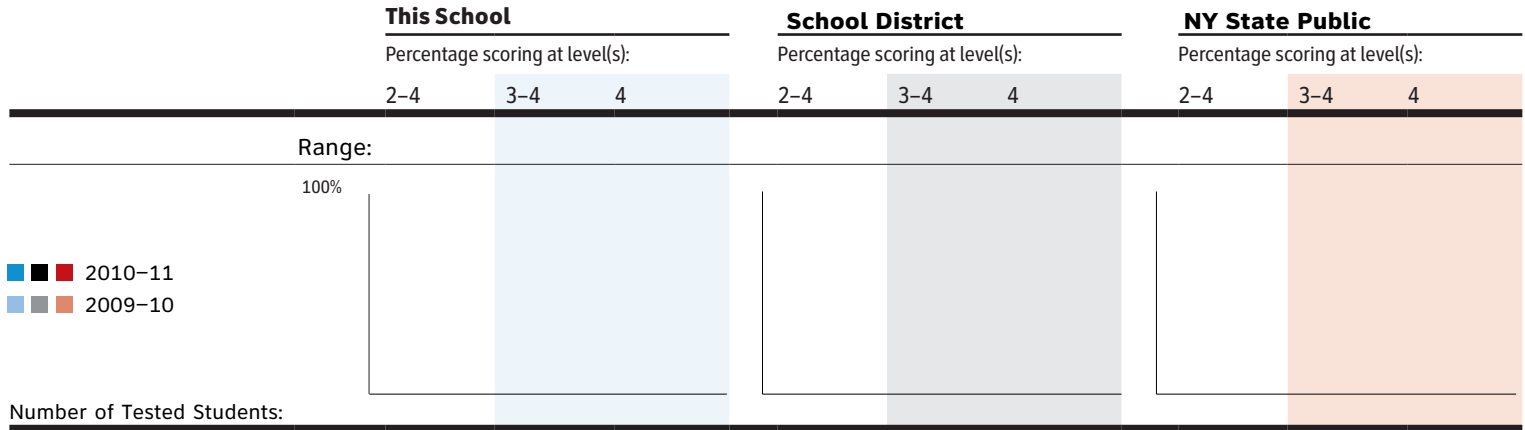 This School School District NY State Public
Percentage scoring at level(s): Percentage scoring at level(s): Percentage scoring at level(s):
2–4 3–4 4 2–4 3–4 4 2–4 3–4 4
Range:
100%
2010–11
2009–10
Number of Tested Students: